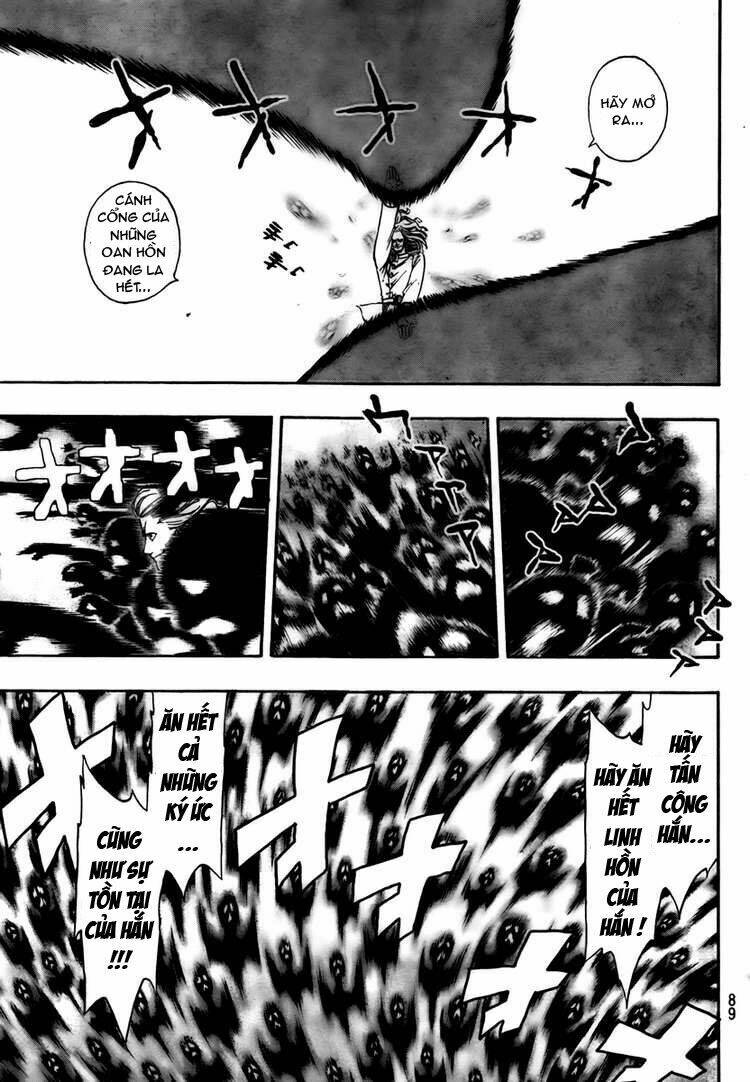 HÃY MƠ
RA...
CÁNH
CỔNG CỦA
NHỮNG
OAN HỒN
ĐANG LA
HÉT...
HÃY
TẤN
CÔNG
HẮN...
HÃY ĂN
HẾT
LINH
HỒN
CỦA
HẮN !
ĂN HẾT
CẢ
NHỮNG
KÝ ỨC
...
CŨNG
NHƯ SỰ
TỒN TẠI
CỦA HẮN
!!!
89